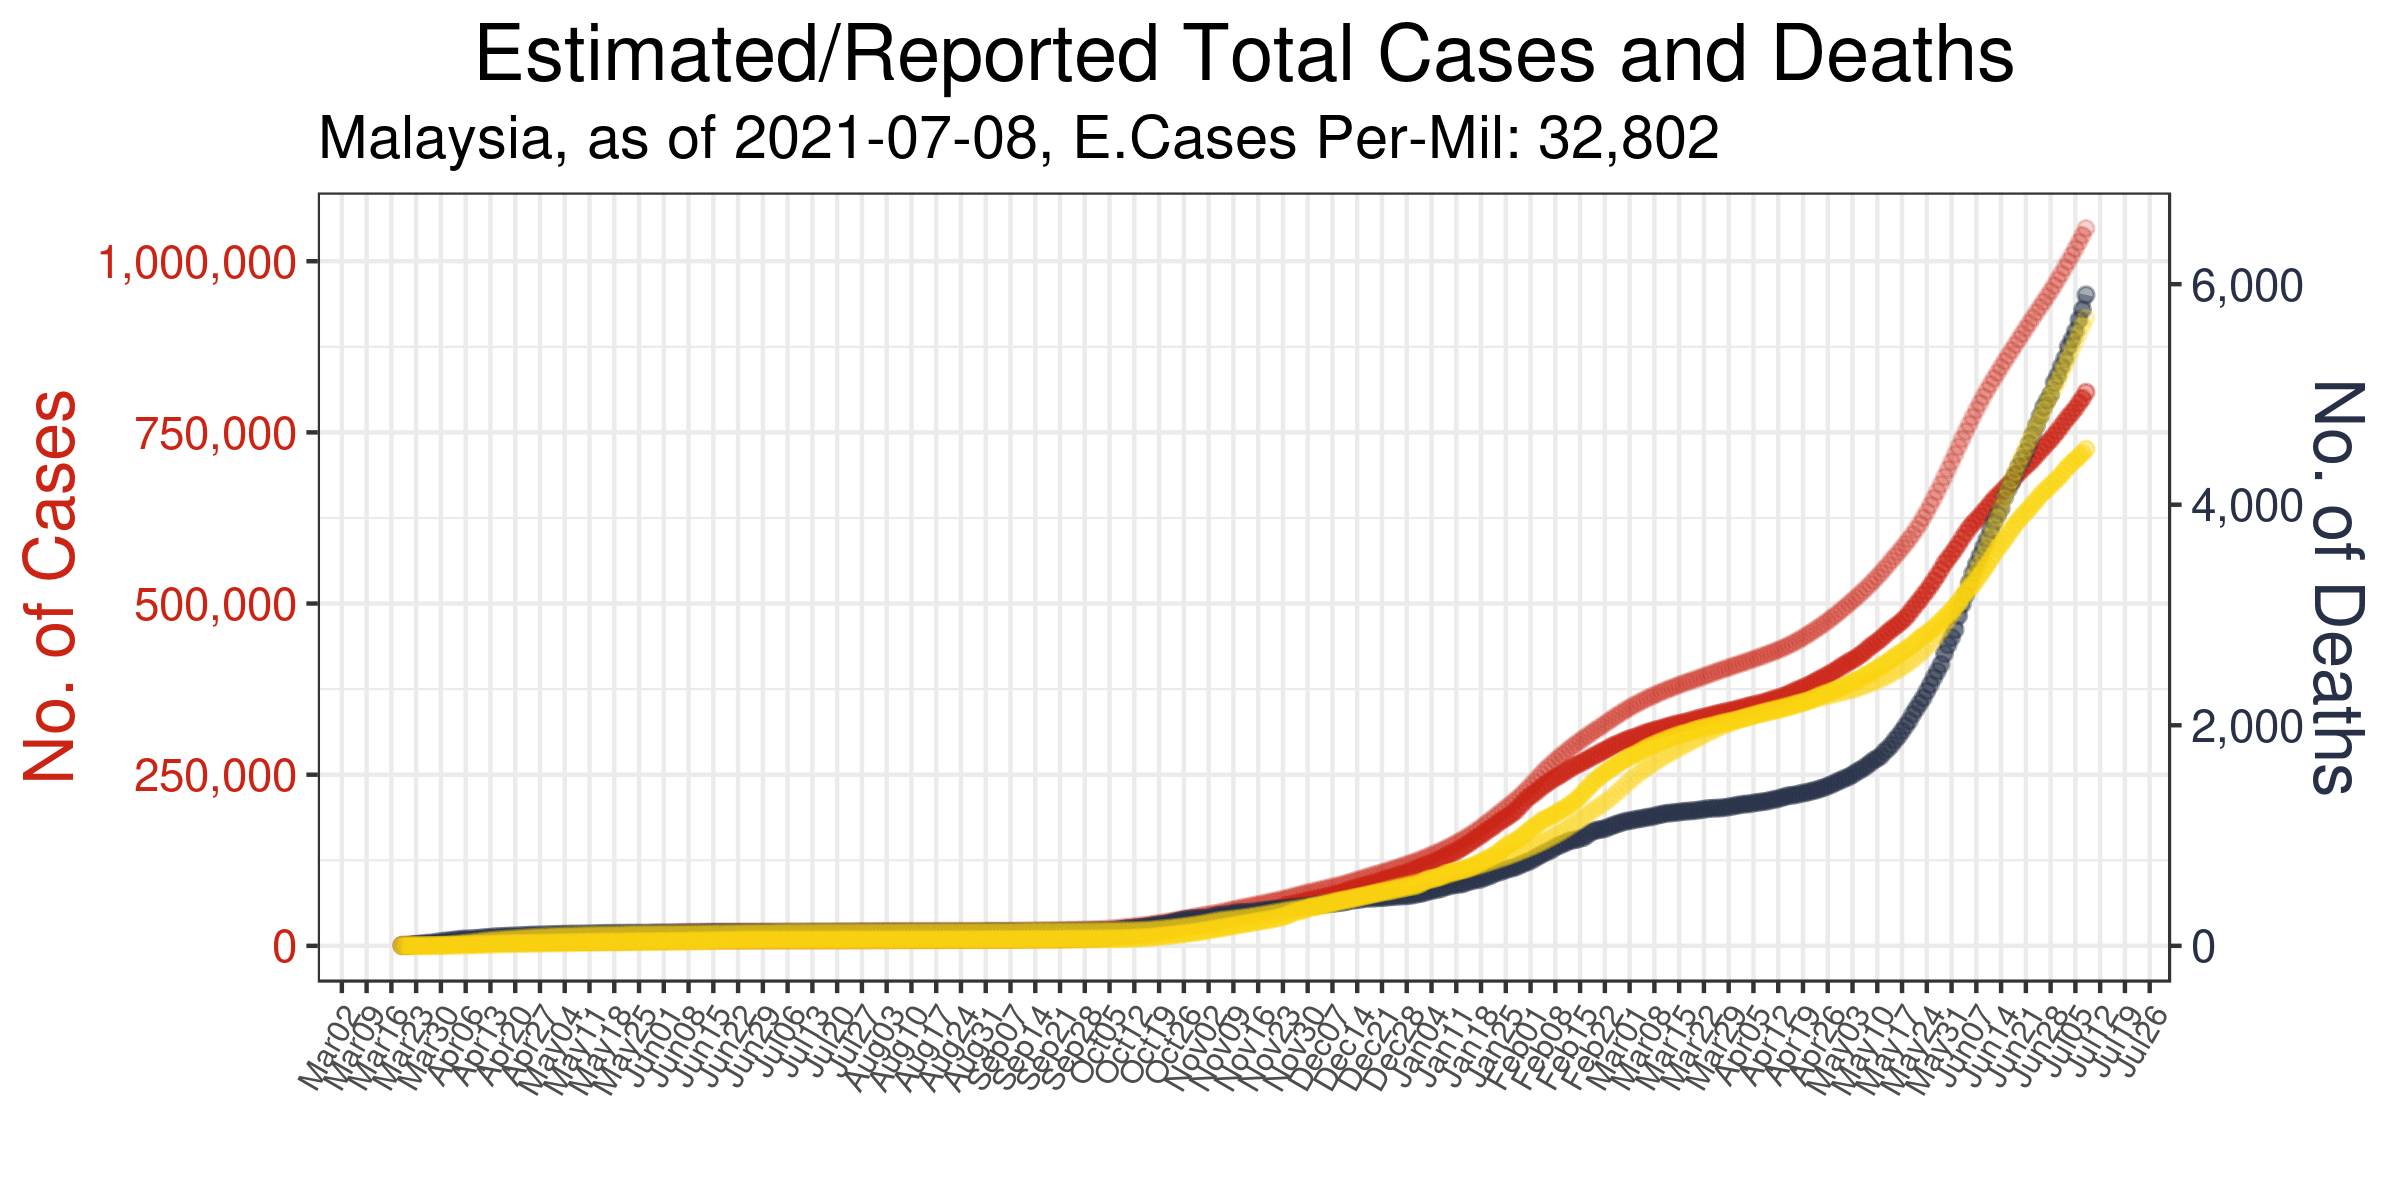 Estimated/Reported Total Cases and Deaths
Malaysia, as of 2021-07-08, E.Cases Per-Mil: 32,802
No. of Cases
1,000,000
750,000
500,000
250,000
0
6,000
4,000
2,000
0
No. of Deaths
Mar02
Mar09
Mar16
Mar23
Mar30
Apr06
Apr13
Apr20
Apr27
May04
May11
May18
May25
Jun01
Jun08
Jun15
Jun22
Jun29
Jul06
Jul13
Jul20
Jul27
Aug03
Aug10
Aug17
Aug24
Aug31
Sep07
Sep14
Sep21
Sep28
Oct05
Oct12
Oct19
Oct26
Nov02
Nov09
Nov16
Nov23
Nov30
Dec07
Dec14
Dec21
Dec28
Jan04
Jan11
Jan18
Jan25
Feb01
Feb08
Feb15
Feb22
Mar01
Mar08
Mar15
Mar22
Mar29
Apr05
Apr12
Apr19
Apr26
May03
May10
May17
May24
May31
Jun07
Jun14
Jun21
Jun28
Jul05
Jul12
Jul19
Jul26